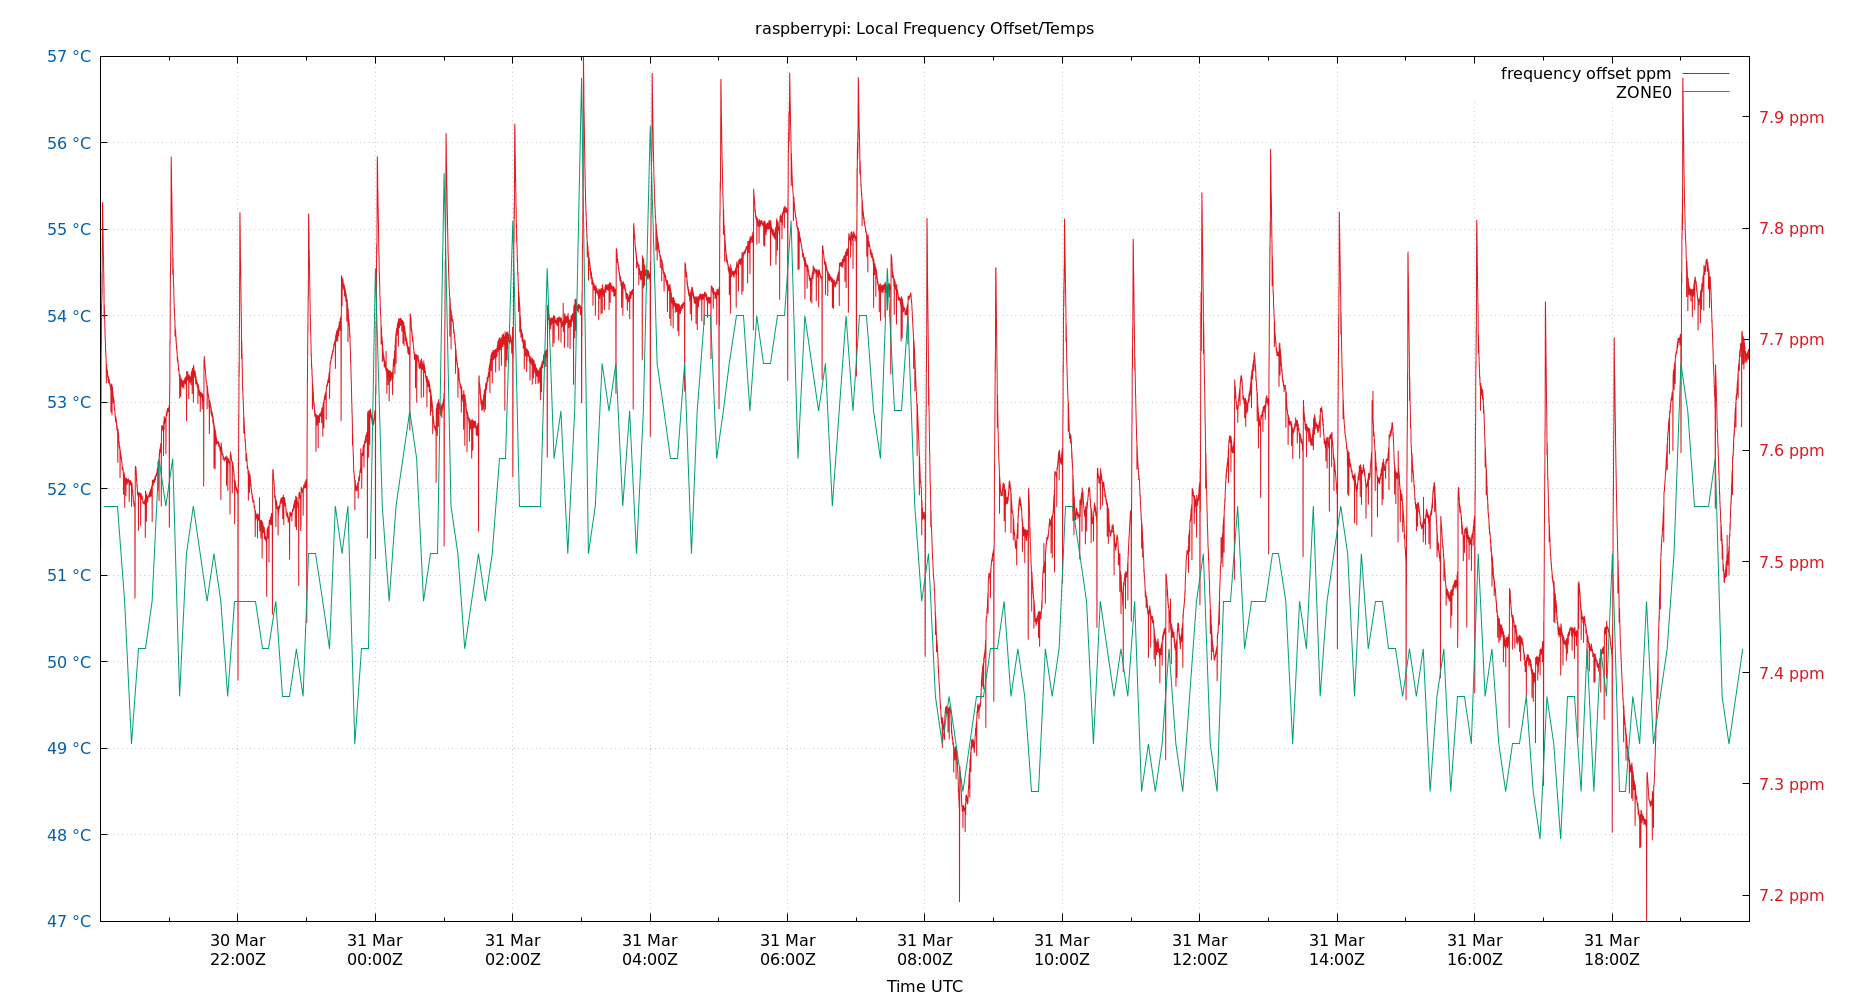 raspberrypi: Local Frequency Offset/Temps
57 °C
56 °C
55 °C
54 °C
53 °C
52 °C
51 °C
50 °C
49 °C
48 °C
47 °C
frequency offset ppm
ZONE0
7.9 ppm
7.8 ppm
7.7 ppm
7.6 ppm
7.5 ppm
7.4 ppm
7.3 ppm
7.2 ppm
30 Mar
22:00Z
31 Mar
00:00Z
31 Mar
02:00Z
31 Mar
04:00Z
31 Mar
06:00Z
31 Mar
08:00Z
31 Mar
10:00Z
31 Mar
12:00Z
31 Mar
14:00Z
31 Mar
16:00Z
31 Mar
18:00Z
Time UTC